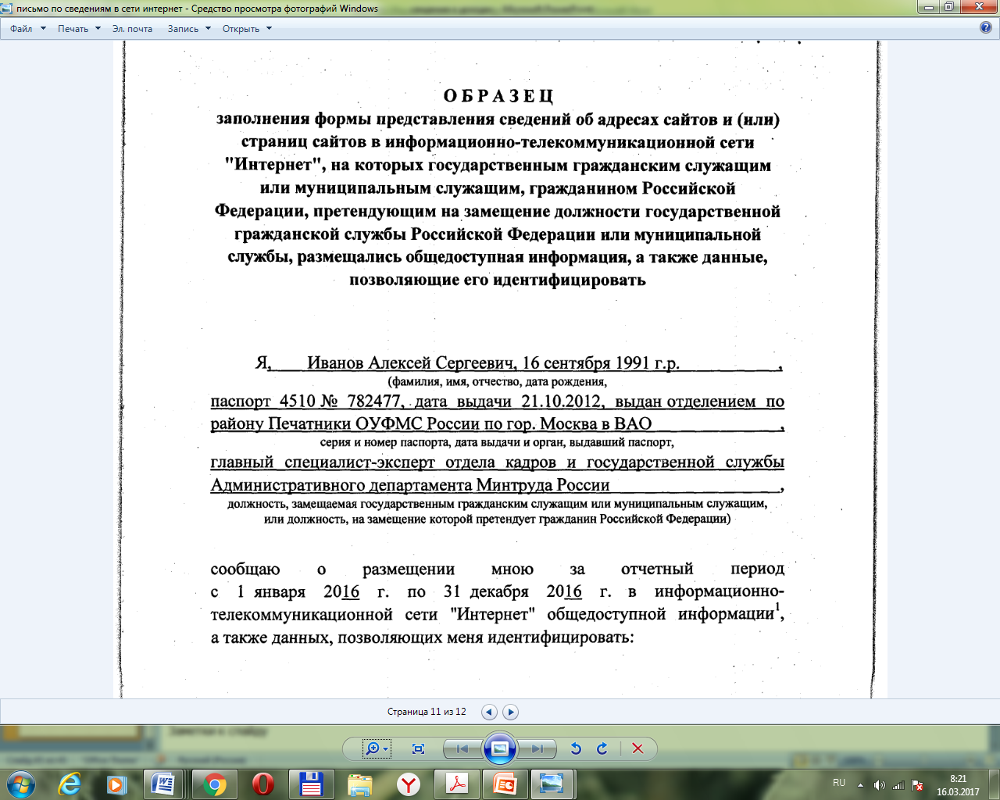 письмо по сведениям в сети интернет - Средство просмотра фотографий Windows
Файл Печать Эл. почта Запись Открыть
О Б Р А З Е Ц
заполнения формы представления сведений об адресах сайтов и (или)
страниц сайтов в информационно-телекоммуникационной сети
"Интернет", на которых государственным гражданским служащим
или муниципальным служащим, гражданином Российской
Федерации, претендующим на замещение должности государственной
гражданской службы Российской Федерации или муниципальной
службы, размещались общедоступная информация, а также данные,
позволяющие его идентифицировать
Я, Иванов Алексей Сергеевич, 16 сентября 1991 г.р. ,
(фамилия, имя, отчество, дата рождения,
паспорт 4510 № 782477, дата выдачи 21.10.2012, выдан отделением по
району Печатники ОУФМС России по гор. Москва в ВАО ,
серия и номер паспорта, дата выдачи и орган, выдавший паспорт,
главный специалист-эксперт отдела кадров и государственной службы
Административного департамента Минтруда России ,
должность, замещаемая государственным гражданским служащим или муниципальным служащим,
или должность, на замещение которой претендует гражданин Российской Федерации)
сообщаю о размещении мною за отчетный период
с 1 января 2016 г. по 31 декабря 2016 г. в информационно-
телекоммуникационной сети "Интернет" общедоступной информации1,
а также данных, позволяющих меня идентифицировать:
Страница 11 из 12
Заметки к слайду
RU
8:21
16.03.2017